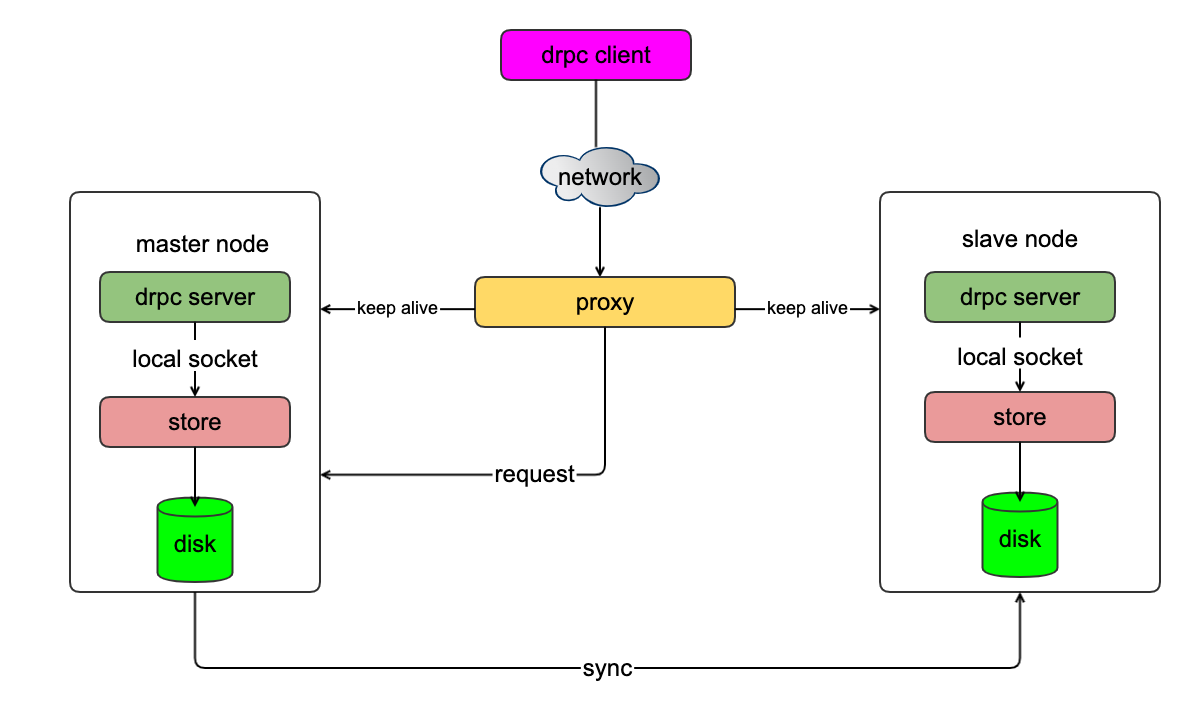 drpc client
network
master node
slave node
drpc server
proxy
drpc server
keep alive
keep alive
local socket
local socket
store
store
request
disk
disk
sync